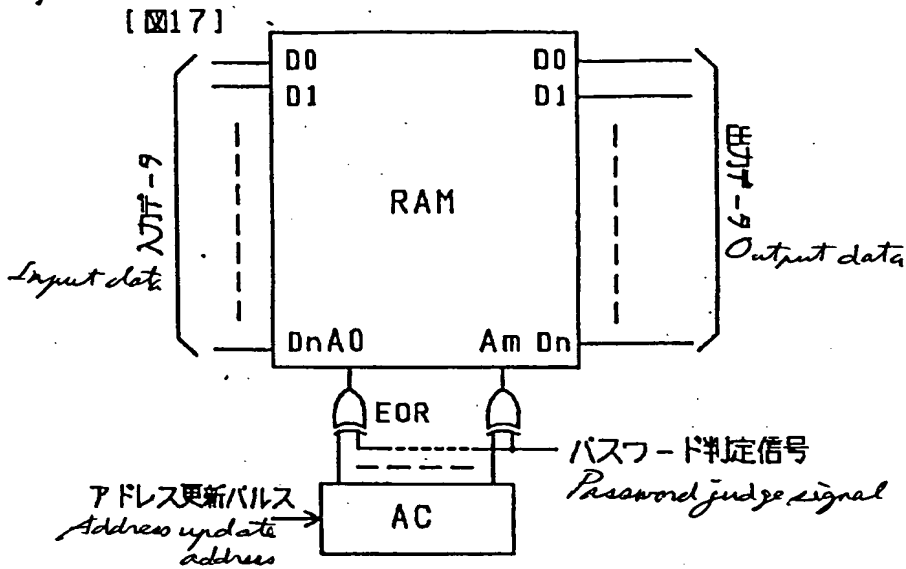 [図17]
D0 D0
D1 D1
RAM
入力データ
Input data
出力データ
Output data
Dn A0 Am Dn
EOR
パスワード判定信号
Password judge signal
アドレス更新パルス
Address update
address
AC